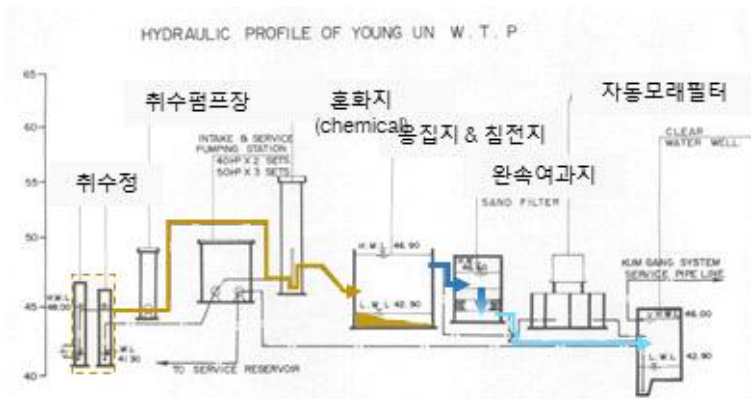 HYDRAULIC PROFILE OF YOUNG UN W. T. P
65
60
55
50
45
40
취수정
취수펌프장
INTAKE & SERVICE
PUMPING STATION
40HP X 2 SETS
50HP X 3 SETS
혼화지
(chemical)
응집지 & 침전지
완속여과지
SAND FILTER
자동모래필터
CLEAR
WATER WELL
KUM GANG SYSTEM
SERVICE PIPE LINE
H.W.L
46.00
L.W.L
41.30
H.W.L 46.90
L.W.L 42.90
H.W.L 46.00
L.W.L 42.90
TO SERVICE RESERVOIR